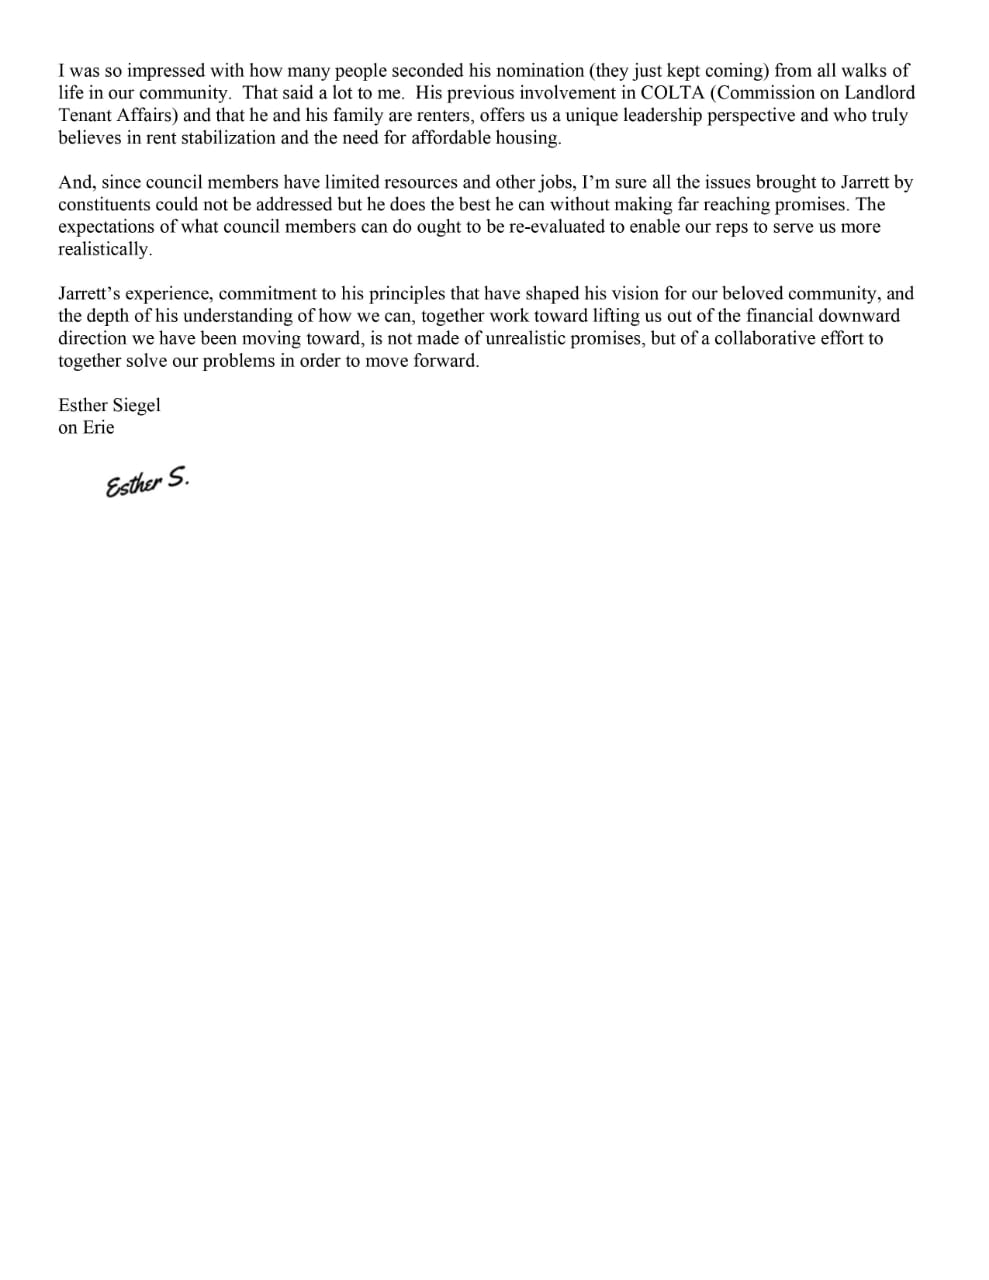 I was so impressed with how many people seconded his nomination (they just kept coming) from all walks of
life in our community.  That said a lot to me.  His previous involvement in COLTA (Commission on Landlord
Tenant Affairs) and that he and his family are renters, offers us a unique leadership perspective and who truly
believes in rent stabilization and the need for affordable housing.

And, since council members have limited resources and other jobs, I’m sure all the issues brought to Jarrett by
constituents could not be addressed but he does the best he can without making far reaching promises. The
expectations of what council members can do ought to be re-evaluated to enable our reps to serve us more
realistically.

Jarrett’s experience, commitment to his principles that have shaped his vision for our beloved community, and
the depth of his understanding of how we can, together work toward lifting us out of the financial downward
direction we have been moving toward, is not made of unrealistic promises, but of a collaborative effort to
together solve our problems in order to move forward.

Esther Siegel
on Erie

Esther S.